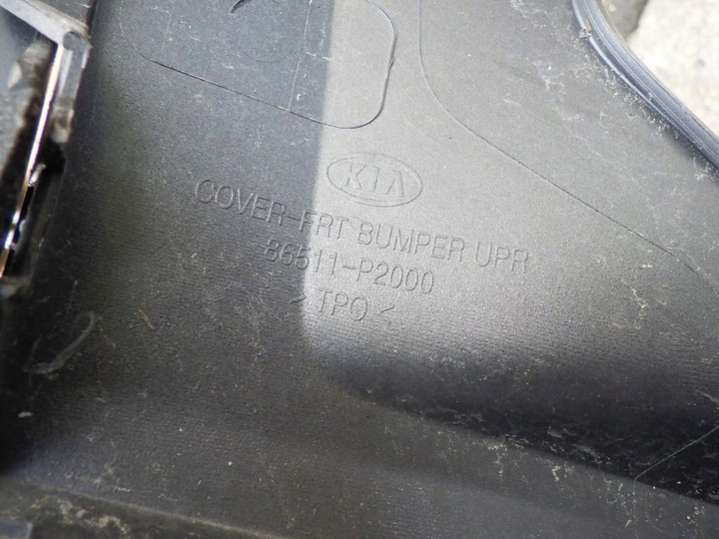 KIA
COVER-FRT BUMPER UPR
86511-P2000
> TPO <